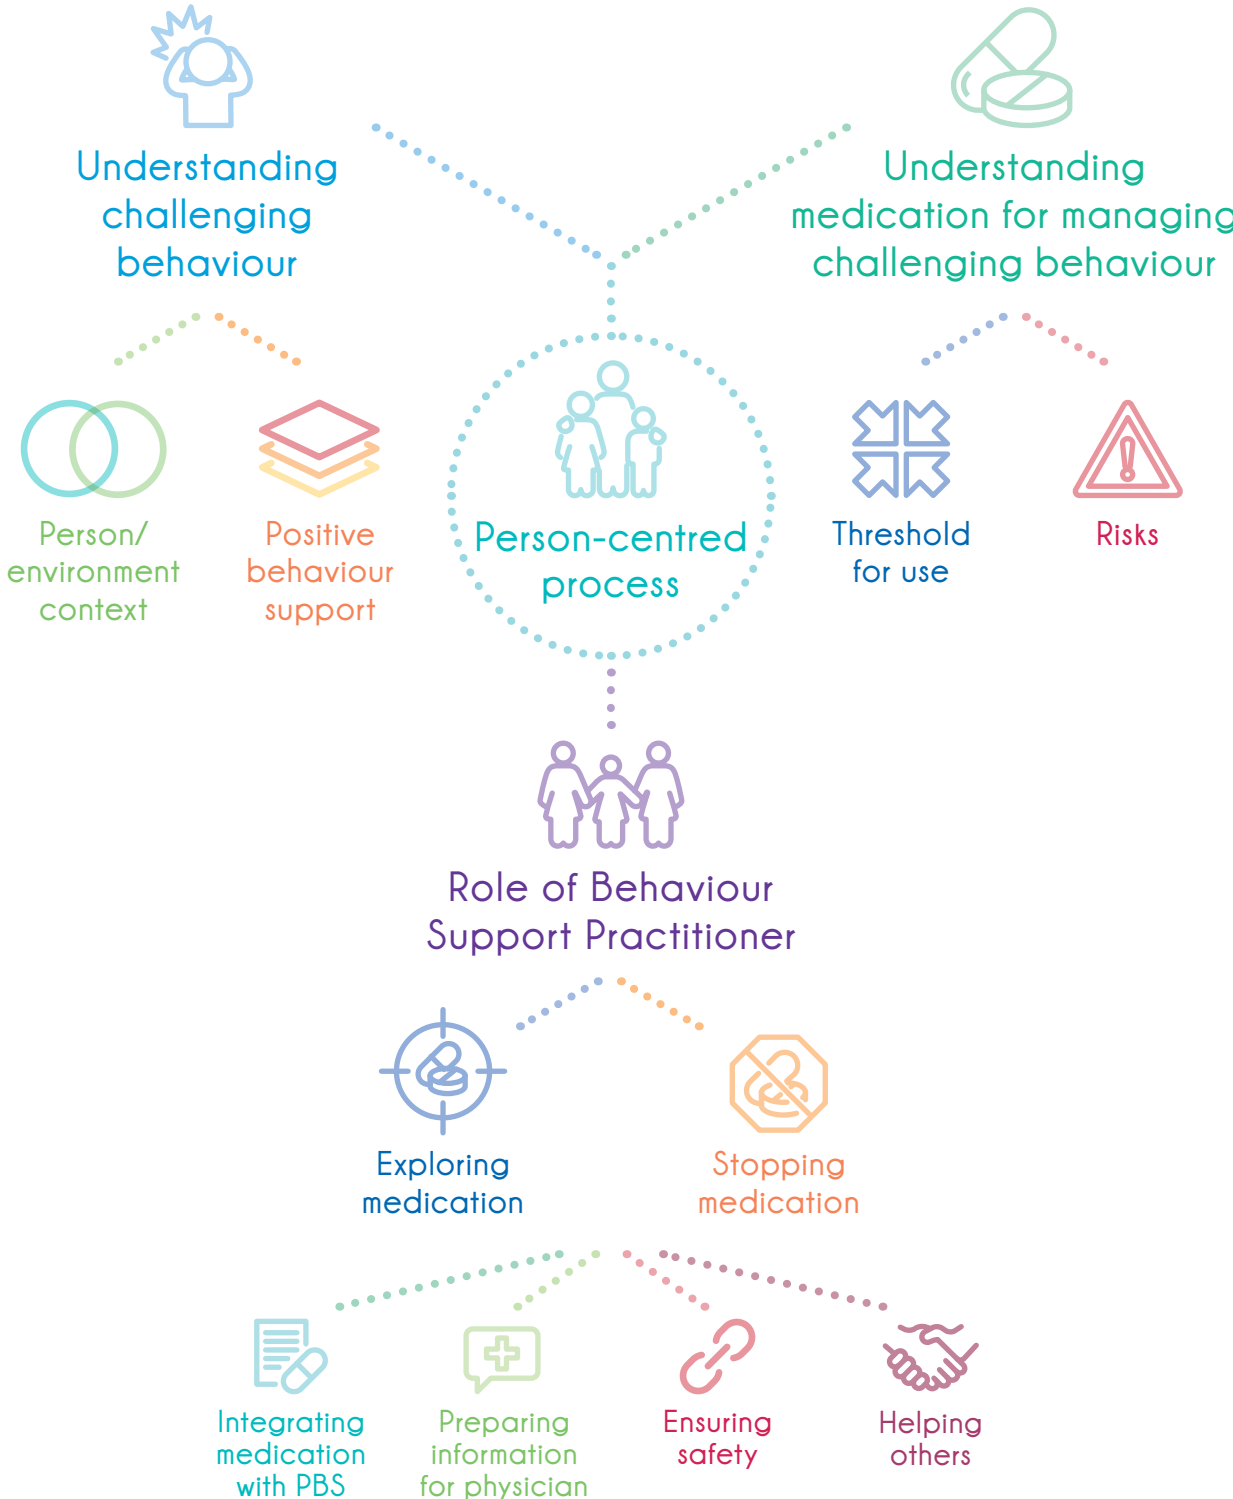 Understanding
challenging
behaviour
Understanding
medication for managing
challenging behaviour
Person/
environment
context
Positive
behaviour
support
Person-centred
process
Threshold
for use
Risks
Role of Behaviour
Support Practitioner
Exploring
medication
Stopping
medication
Integrating
medication
with PBS
Preparing
information
for physician
Ensuring
safety
Helping
others